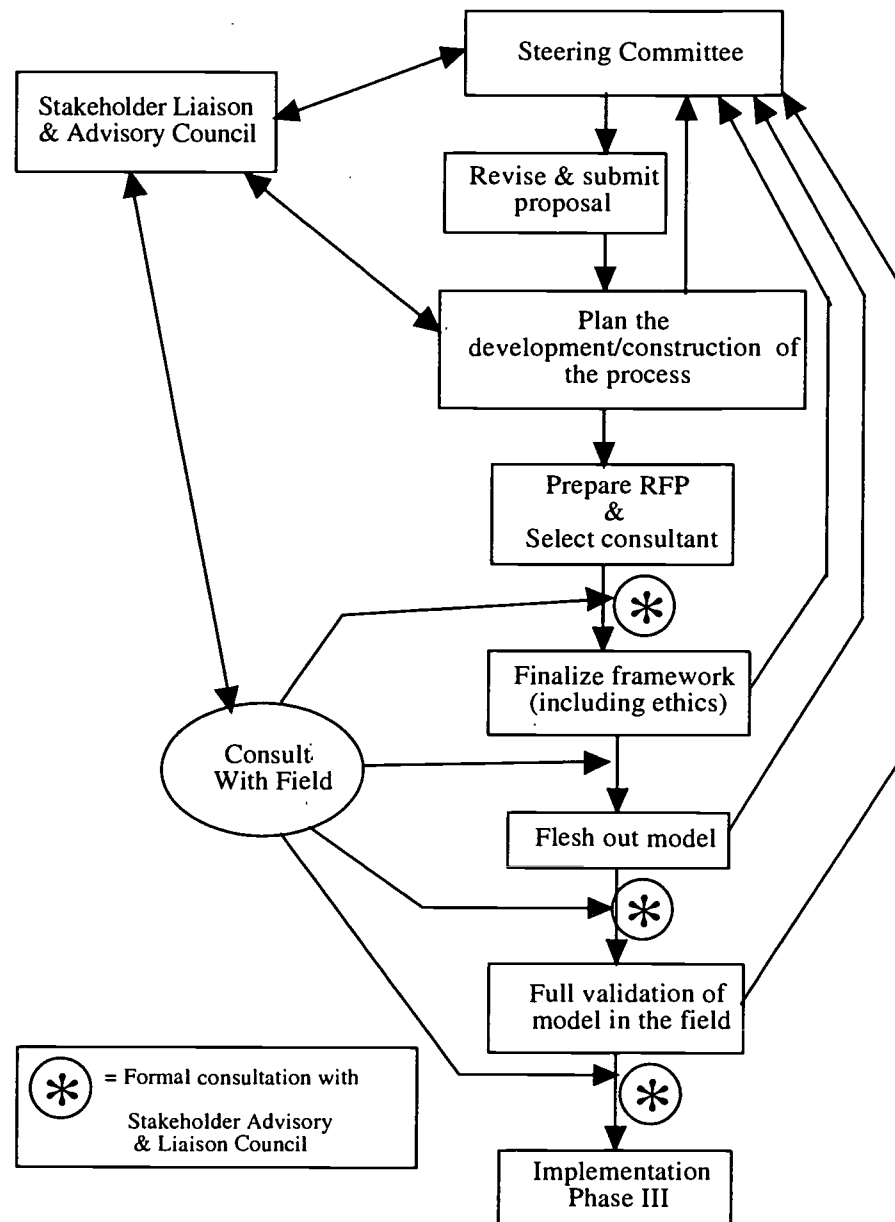 Steering Committee
Stakeholder Liaison
& Advisory Council
Revise & submit
proposal
Plan the
development/construction of
the process
Prepare RFP
&
Select consultant
*
Finalize framework
(including ethics)
Consult
With Field
Flesh out model
*
Full validation of
model in the field
*
* = Formal consultation with
Stakeholder Advisory
& Liaison Council
Implementation
Phase III